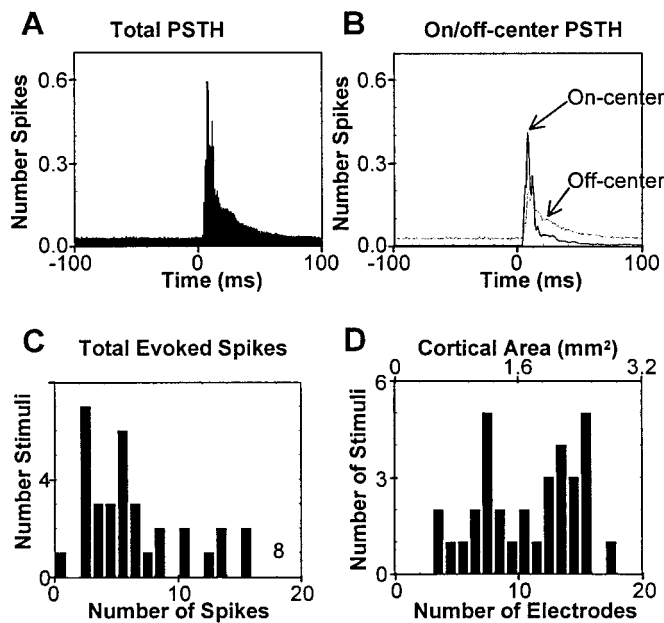 A Total PSTH
Number Spikes
0.6
0.3
0.0
-100 0 100
Time (ms)
B On/off-center PSTH
Number Spikes
0.6
0.3
0.0
On-center
Off-center
-100 0 100
Time (ms)
C Total Evoked Spikes
Number Stimuli
4
0
8
0 10 20
Number of Spikes
D Cortical Area (mm²)
0 1.6 3.2
Number of Stimuli
6
3
0
0 10 20
Number of Electrodes